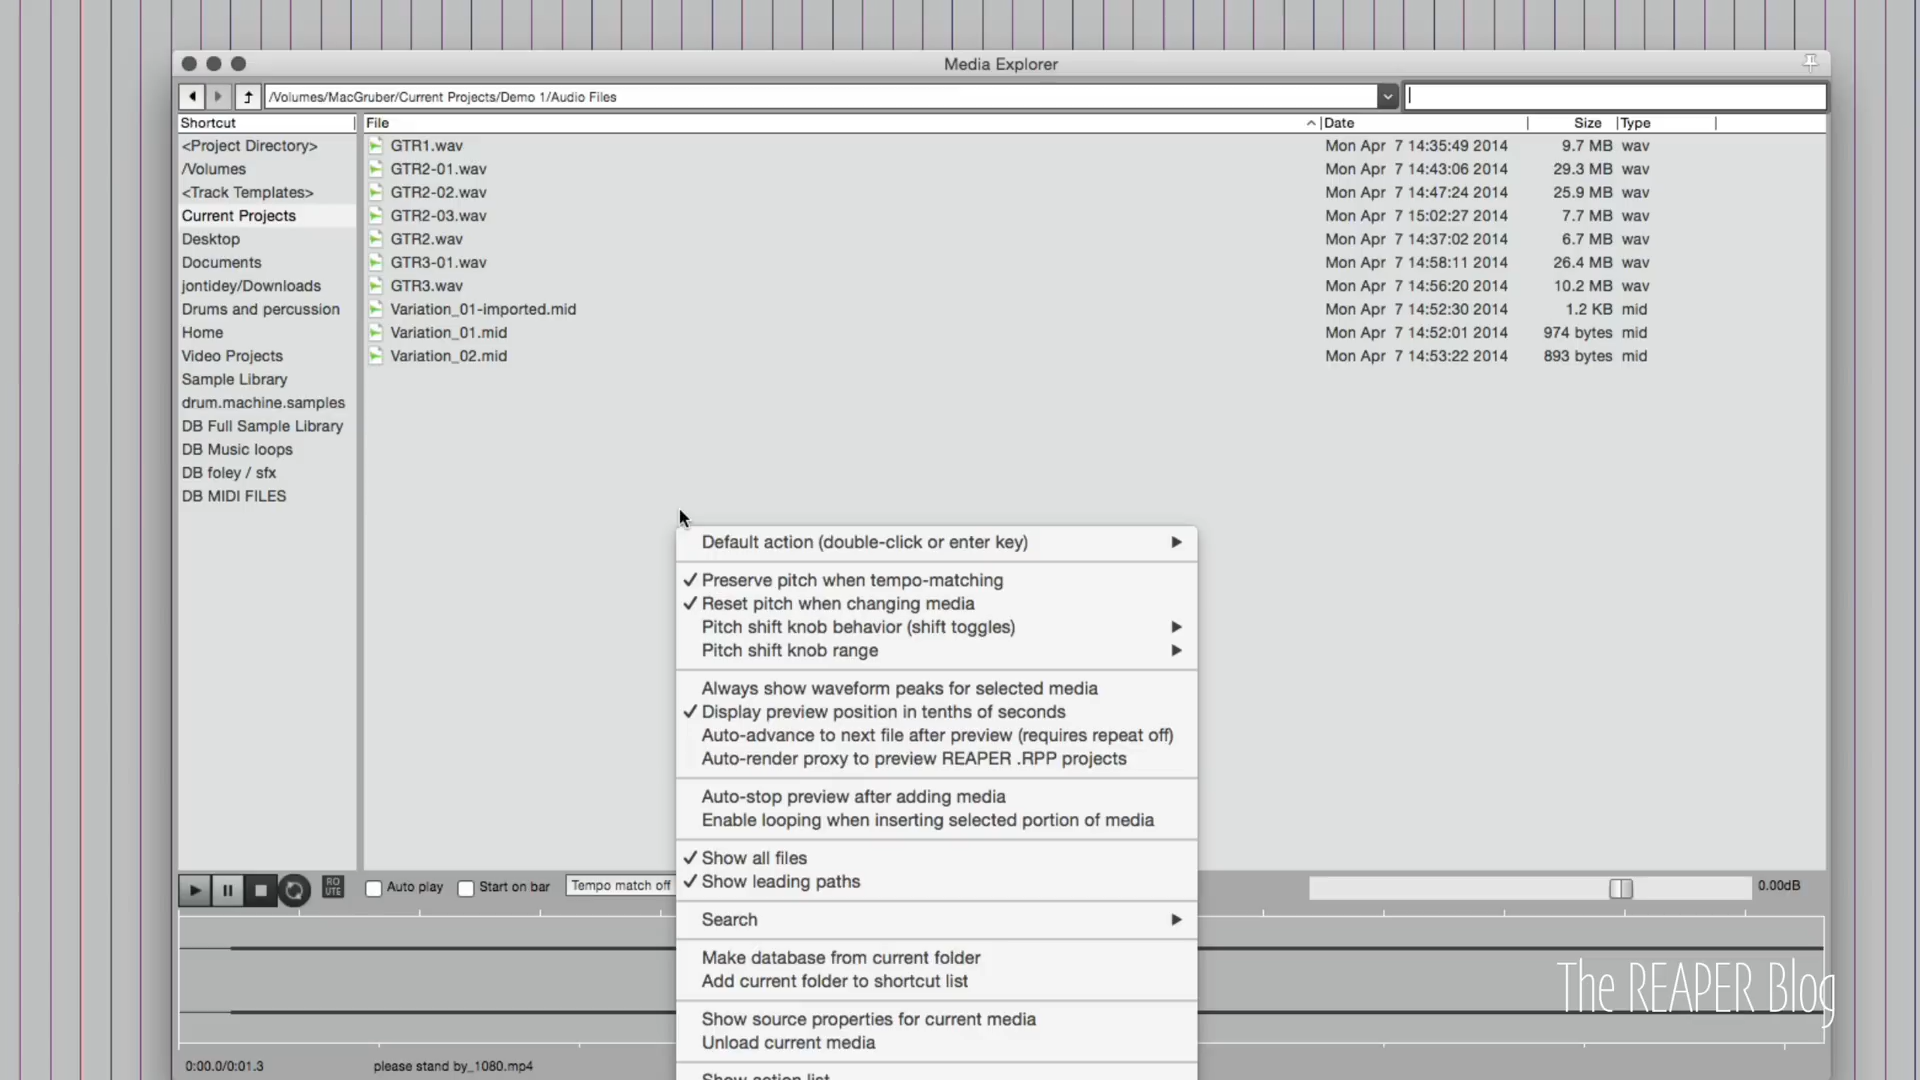 Media Explorer
/Volumes/MacGruber/Current Projects/Demo 1/Audio Files
Shortcut
File
Date
Size
Type
<Project Directory>
/Volumes
<Track Templates>
Current Projects
Desktop
Documents
jontidey/Downloads
Drums and percussion
Home
Video Projects
Sample Library
drum.machine.samples
DB Full Sample Library
DB Music loops
DB foley / sfx
DB MIDI FILES
GTR1.wav Mon Apr 7 14:35:49 2014 9.7 MB wav
GTR2-01.wav Mon Apr 7 14:43:06 2014 29.3 MB wav
GTR2-02.wav Mon Apr 7 14:47:24 2014 25.9 MB wav
GTR2-03.wav Mon Apr 7 15:02:27 2014 7.7 MB wav
GTR2.wav Mon Apr 7 14:37:02 2014 6.7 MB wav
GTR3-01.wav Mon Apr 7 14:58:11 2014 26.4 MB wav
GTR3.wav Mon Apr 7 14:56:20 2014 10.2 MB wav
Variation_01-imported.mid Mon Apr 7 14:52:30 2014 1.2 KB mid
Variation_01.mid Mon Apr 7 14:52:01 2014 974 bytes mid
Variation_02.mid Mon Apr 7 14:53:22 2014 893 bytes mid
Default action (double-click or enter key)
Preserve pitch when tempo-matching
Reset pitch when changing media
Pitch shift knob behavior (shift toggles)
Pitch shift knob range
Always show waveform peaks for selected media
Display preview position in tenths of seconds
Auto-advance to next file after preview (requires repeat off)
Auto-render proxy to preview REAPER .RPP projects
Auto-stop preview after adding media
Enable looping when inserting selected portion of media
Show all files
Show leading paths
Search
Make database from current folder
Add current folder to shortcut list
Show source properties for current media
Unload current media
Show action list
RO
UTE
Auto play
Start on bar
Tempo match off
0.00dB
The REAPER Blog
0:00.0/0:01.3
please stand by_1080.mp4